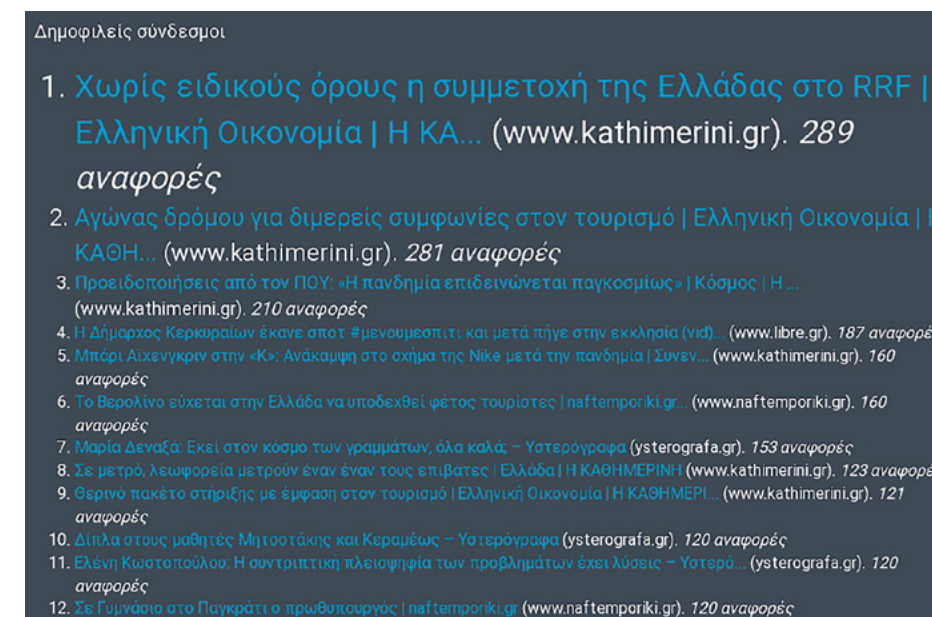 Δημοφιλείς σύνδεσμοι
1. Χωρίς ειδικούς όρους η συμμετοχή της Ελλάδας στο RRF |
Ελληνική Οικονομία | Η ΚΑ... (www.kathimerini.gr). 289
αναφορές
2. Αγώνας δρόμου για διμερείς συμφωνίες στον τουρισμό | Ελληνική Οικονομία |
ΚΑΘΗ... (www.kathimerini.gr). 281 αναφορές
3. Προειδοποιήσεις από τον ΠΟΥ: «Η πανδημία επιδεινώνεται παγκοσμίως» | Κόσμος | Η ...
(www.kathimerini.gr). 210 αναφορές
4. Η Δήμαρχος Κερκυραίων έκανε σποτ #μενουμεσπιτι και μετά πήγε στην εκκλησία (vid)... (www.libre.gr). 187 αναφορέ
5. Μπάρι Αϊχενγκριν στην «Κ»: Ανάκαμψη στο σχήμα της Nike μετά την πανδημία | Συνεν... (www.kathimerini.gr). 160
αναφορές
6. Το Βερολίνο εύχεται στην Ελλάδα να υποδεχθεί φέτος τουρίστες | naftemporiki.gr... (www.naftemporiki.gr). 160
αναφορές
7. Μαρία Δεναξά: Εκεί στον κόσμο των γραμμάτων, όλα καλά; – Υστερόγραφα (ysterografa.gr). 153 αναφορές
8. Σε μετρό, λεωφορεία μετρούν έναν έναν τους επιβάτες | Ελλάδα | Η ΚΑΘΗΜΕΡΙΝΗ (www.kathimerini.gr). 123 αναφορέ
9. Θερινό πακέτο στήριξης με έμφαση στον τουρισμό | Ελληνική Οικονομία | Η ΚΑΘΗΜΕΡΙ... (www.kathimerini.gr). 121
αναφορές
10. Δίπλα στους μαθητές Μητσοτάκης και Κεραμέως – Υστερόγραφα (ysterografa.gr). 120 αναφορές
11. Ελένη Κωστοπούλου: Η συντριπτική πλειοψηφία των προβλημάτων έχει λύσεις – Υστερό... (ysterografa.gr). 120
αναφορές
12. Σε Γυμνάσιο στο Παγκράτι ο πρωθυπουργός | naftemporiki.gr (www.naftemporiki.gr). 120 αναφορές